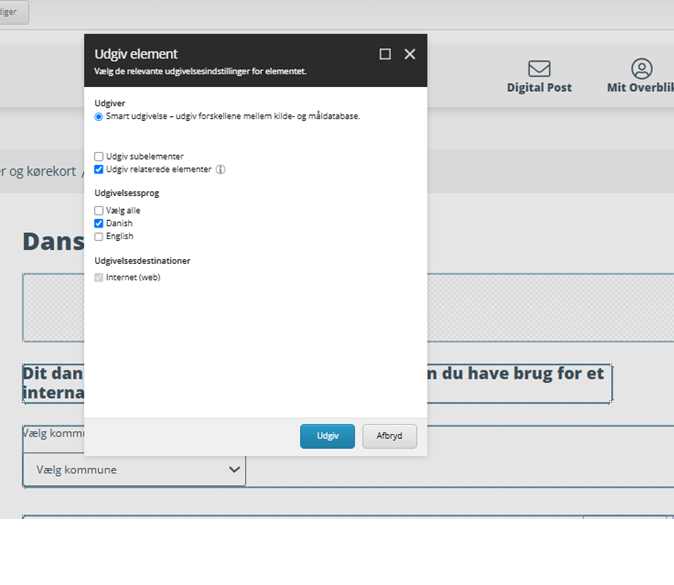 diger
Udgiv element
Vælg de relevante udgivelsesindstillinger for elementet.
Digital Post
Mit Overblik
Udgiver
Smart udgivelse – udgiv forskellene mellem kilde- og måldatabase.
Udgiv subelementer
Udgiv relaterede elementer
er og kørekort /
Udgivelsessprog
Vælg alle
Danish
English
Dans
Udgivelsesdestinationer
Internet (web)
Dit dan
n du have brug for et
interna
Vælg kommu
Udgiv
Afbryd
Vælg kommune